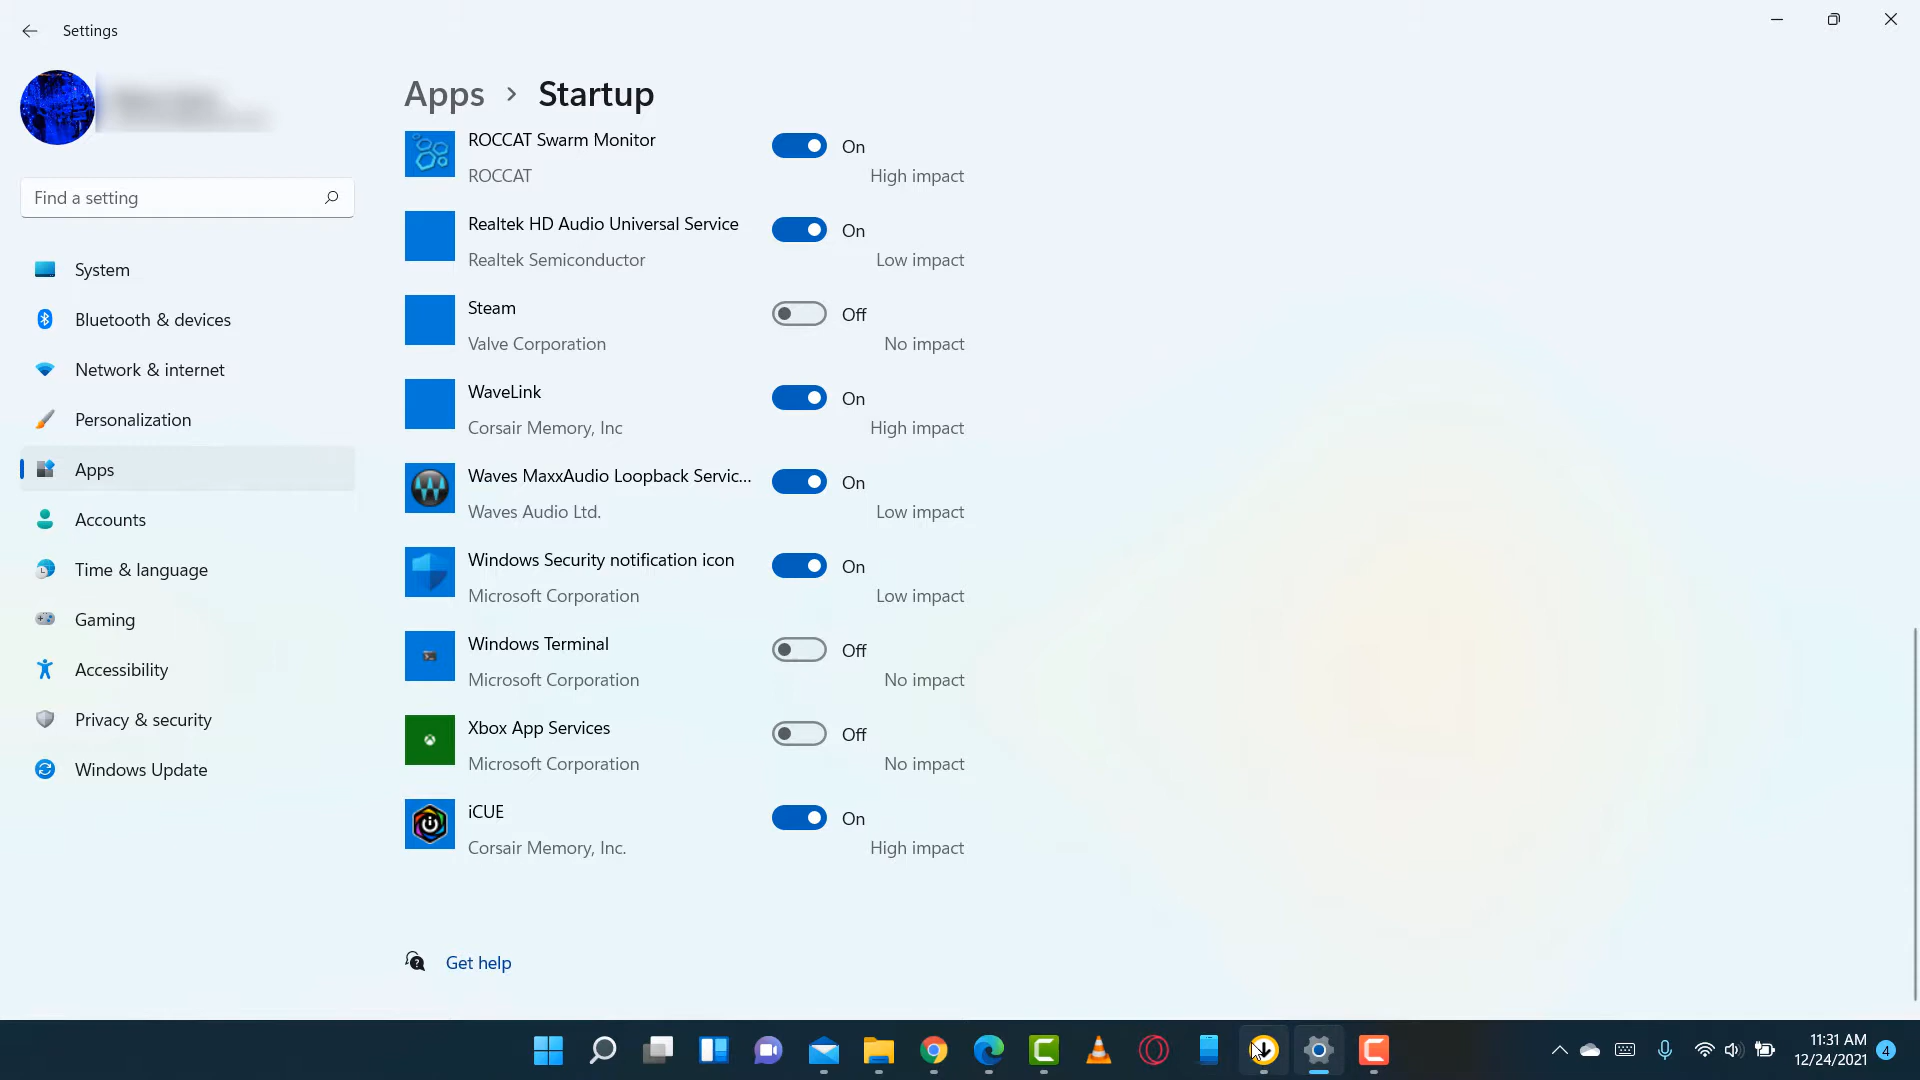 Settings
Apps > Startup
Find a setting
System
Bluetooth & devices
Network & internet
Personalization
Apps
Accounts
Time & language
Gaming
Accessibility
Privacy & security
Windows Update
ROCCAT Swarm Monitor On
ROCCAT High impact
Realtek HD Audio Universal Service On
Realtek Semiconductor Low impact
Steam Off
Valve Corporation No impact
WaveLink On
Corsair Memory, Inc High impact
Waves MaxxAudio Loopback Servic... On
Waves Audio Ltd. Low impact
Windows Security notification icon On
Microsoft Corporation Low impact
Windows Terminal Off
Microsoft Corporation No impact
Xbox App Services Off
Microsoft Corporation No impact
iCUE On
Corsair Memory, Inc. High impact
Get help
11:31 AM
12/24/2021
4